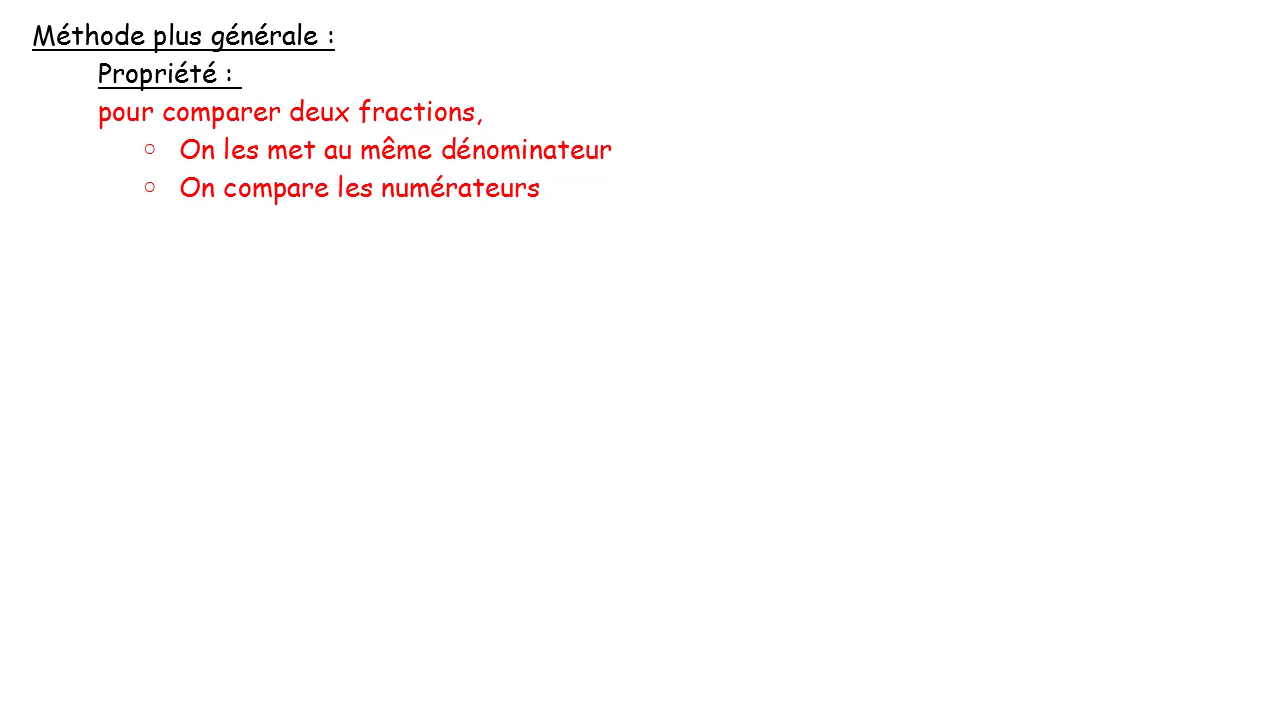 Méthode plus générale :
Propriété :
pour comparer deux fractions,
○ On les met au même dénominateur
○ On compare les numérateurs